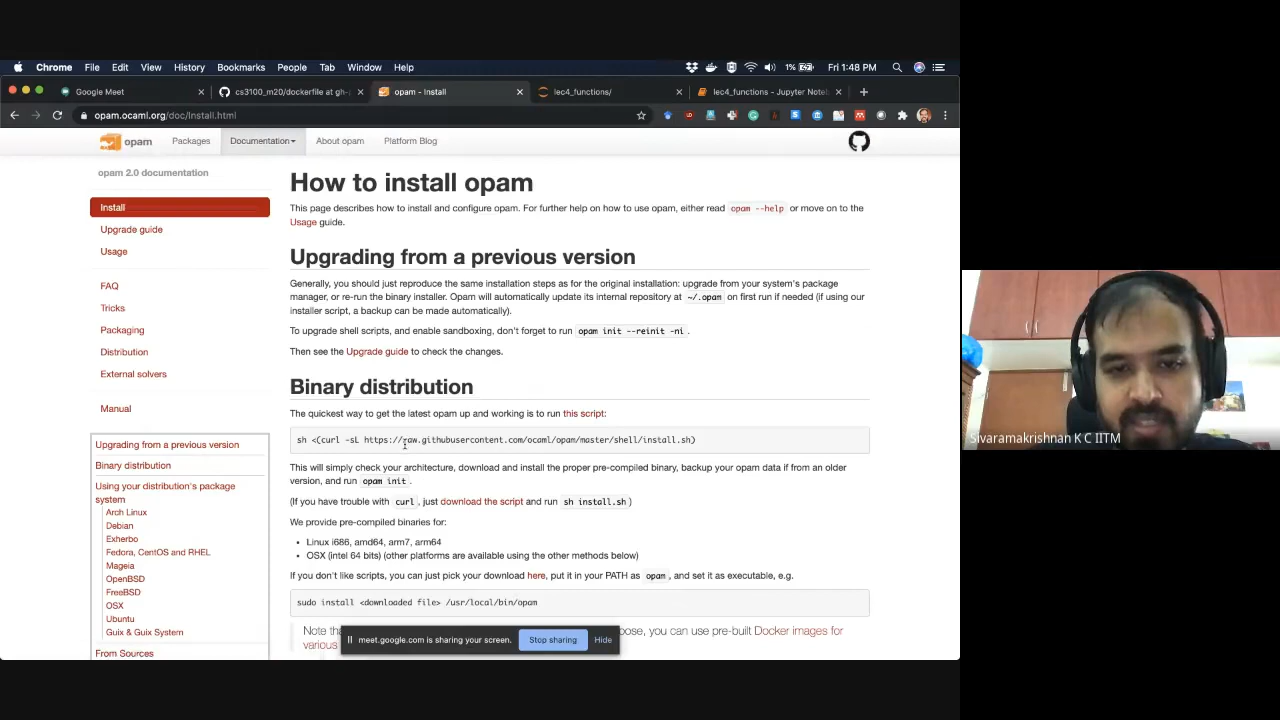 Chrome File Edit View History Bookmarks People Tab Window Help 1% Fri 1:48 PM
Google Meet cs3100_m20/dockerfile at gh- opam - Install lec4_functions/ lec4_functions - Jupyter Noteb
opam.ocaml.org/doc/Install.html
opam Packages Documentation About opam Platform Blog
opam 2.0 documentation
Install
Upgrade guide
Usage
FAQ
Tricks
Packaging
Distribution
External solvers
Manual
Upgrading from a previous version
Binary distribution
Using your distribution's package
system
Arch Linux
Debian
Exherbo
Fedora, CentOS and RHEL
Mageia
OpenBSD
FreeBSD
OSX
Ubuntu
Guix & Guix System
From Sources
How to install opam
This page describes how to install and configure opam. For further help on how to use opam, either read opam --help or move on to the
Usage guide.
Upgrading from a previous version
Generally, you should just reproduce the same installation steps as for the original installation: upgrade from your system's package
manager, or re-run the binary installer. Opam will automatically update its internal repository at ~/.opam on first run if needed (if using our
installer script, a backup can be made automatically).
To upgrade shell scripts, and enable sandboxing, don't forget to run opam init --reinit -ni.
Then see the Upgrade guide to check the changes.
Binary distribution
The quickest way to get the latest opam up and working is to run this script:
sh <(curl -sL https://raw.githubusercontent.com/ocaml/opam/master/shell/install.sh)
This will simply check your architecture, download and install the proper pre-compiled binary, backup your opam data if from an older
version, and run opam init.
(If you have trouble with curl, just download the script and run sh install.sh)
We provide pre-compiled binaries for:
• Linux i686, amd64, arm7, arm64
• OSX (intel 64 bits) (other platforms are available using the other methods below)
If you don't like scripts, you can just pick your download here, put it in your PATH as opam, and set it as executable, e.g.
sudo install <downloaded file> /usr/local/bin/opam
Note tha ose, you can use pre-built Docker images for
various
meet.google.com is sharing your screen. Stop sharing Hide
Sivaramakrishnan K C IITM